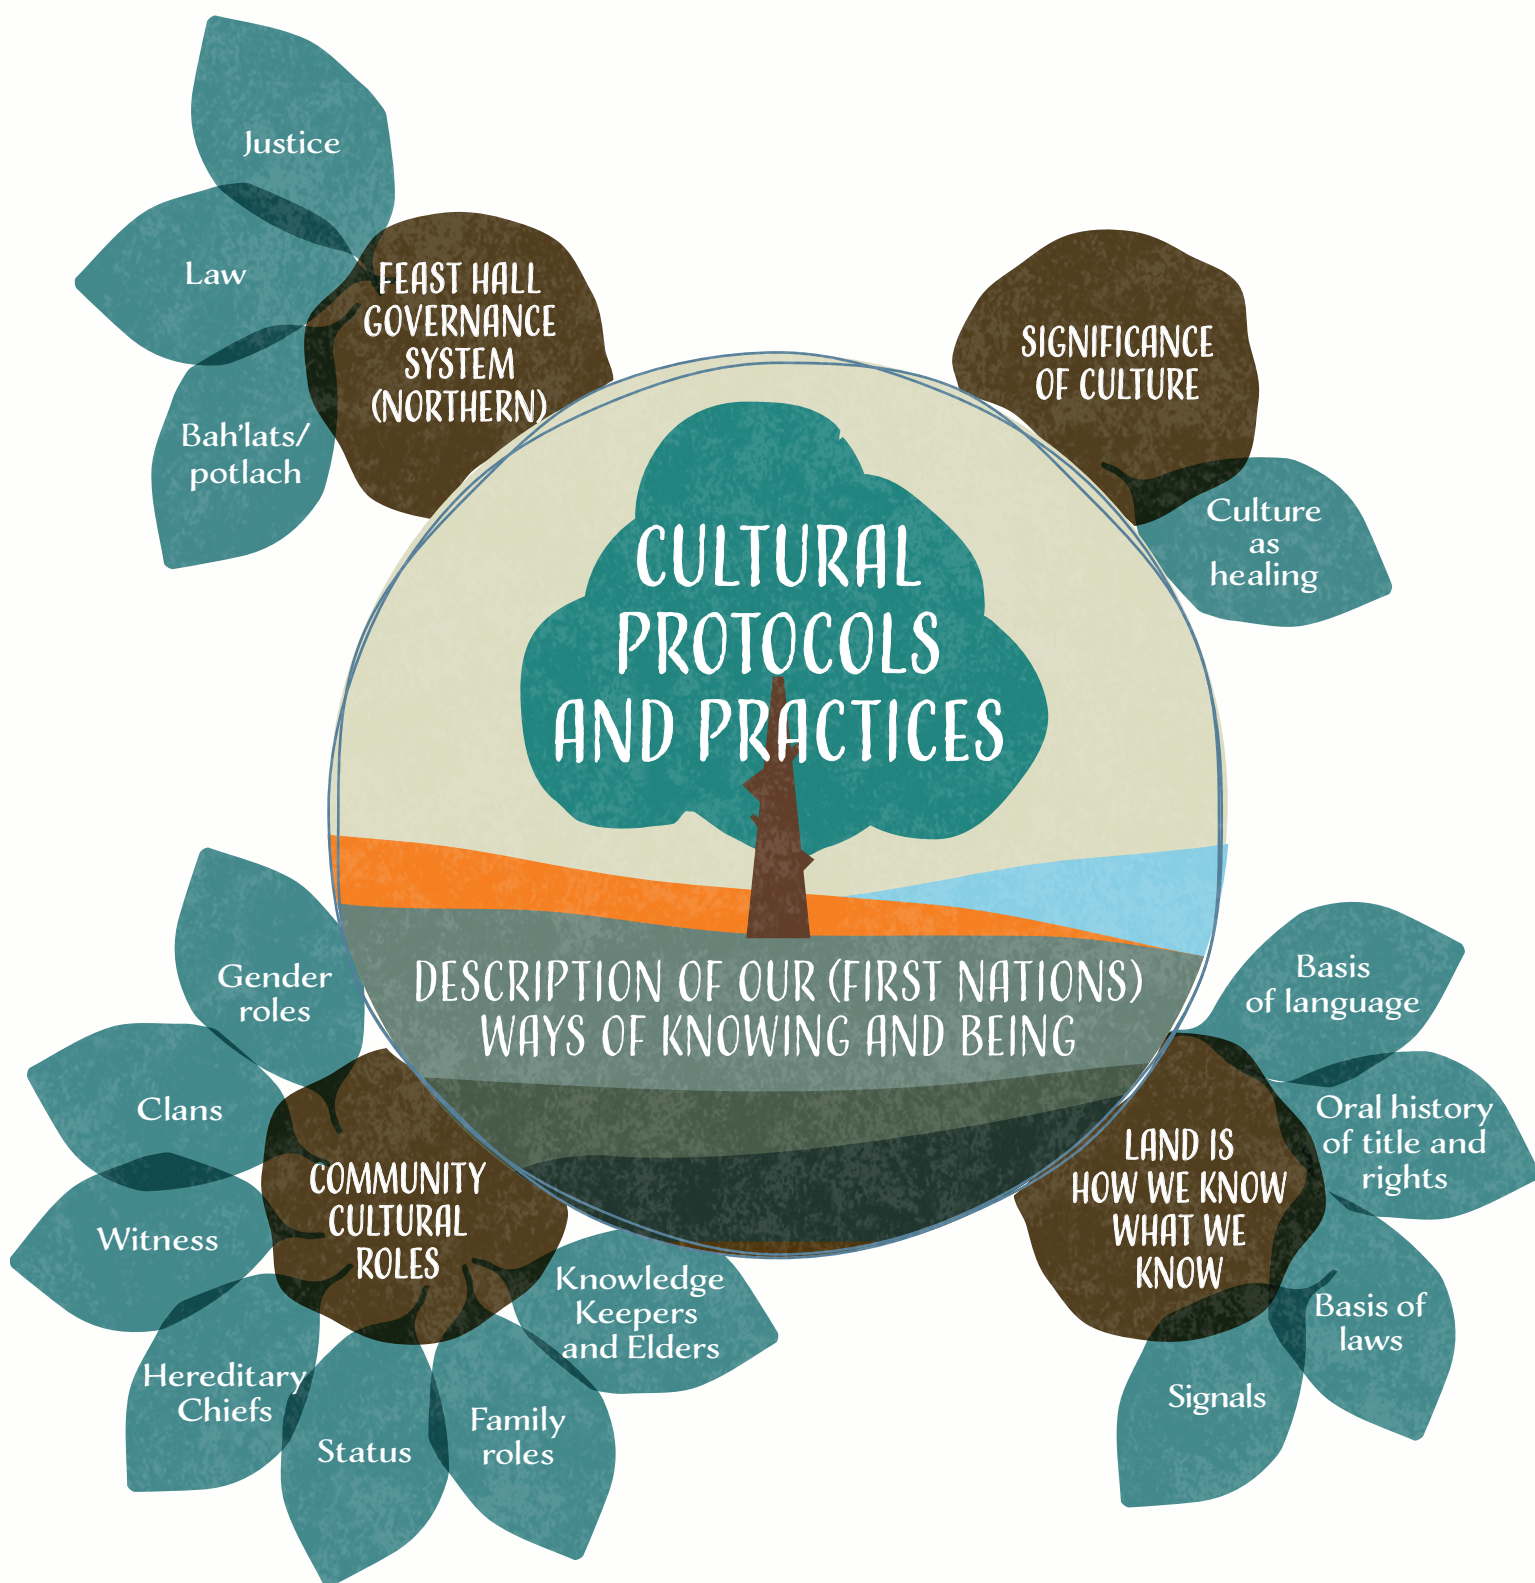 Justice
Law
Bah'lats/
potlach
FEAST HALL
GOVERNANCE
SYSTEM
(NORTHERN)
SIGNIFICANCE
OF CULTURE
Culture
as
healing
CULTURAL
PROTOCOLS
AND PRACTICES
DESCRIPTION OF OUR (FIRST NATIONS)
WAYS OF KNOWING AND BEING
Gender
roles
Clans
Witness
Hereditary
Chiefs
Status
Family
roles
Knowledge
Keepers
and Elders
COMMUNITY
CULTURAL
ROLES
LAND IS
HOW WE KNOW
WHAT WE
KNOW
Basis
of language
Oral history
of title and
rights
Basis of
laws
Signals